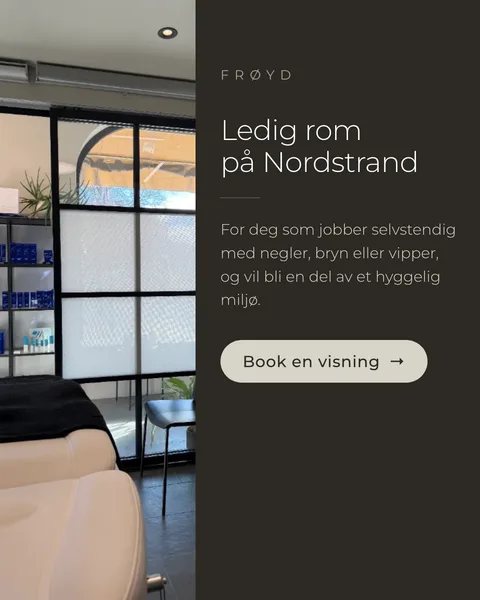 FRØYD
Ledig rom
på Nordstrand
For deg som jobber selvstendig
med negler, bryn eller vipper,
og vil bli en del av et hyggelig
miljø.
Book en visning →